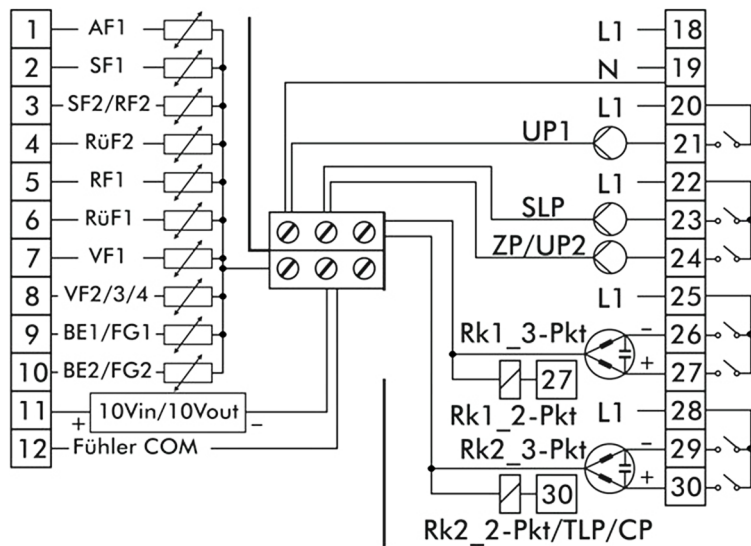 1 AF1
2 SF1
3 SF2/RF2
4 RüF2
5 RF1
6 RüF1
7 VF1
8 VF2/3/4
9 BE1/FG1
10 BE2/FG2
11 + 10Vin/10Vout −
12 Fühler COM
L1 18
N 19
L1 20
UP1 21
L1 22
SLP 23
ZP/UP2 24
L1 25
Rk1_3-Pkt − 26
27 + 27
Rk1_2-Pkt
L1 28
Rk2_3-Pkt − 29
30 + 30
Rk2_2-Pkt/TLP/CP